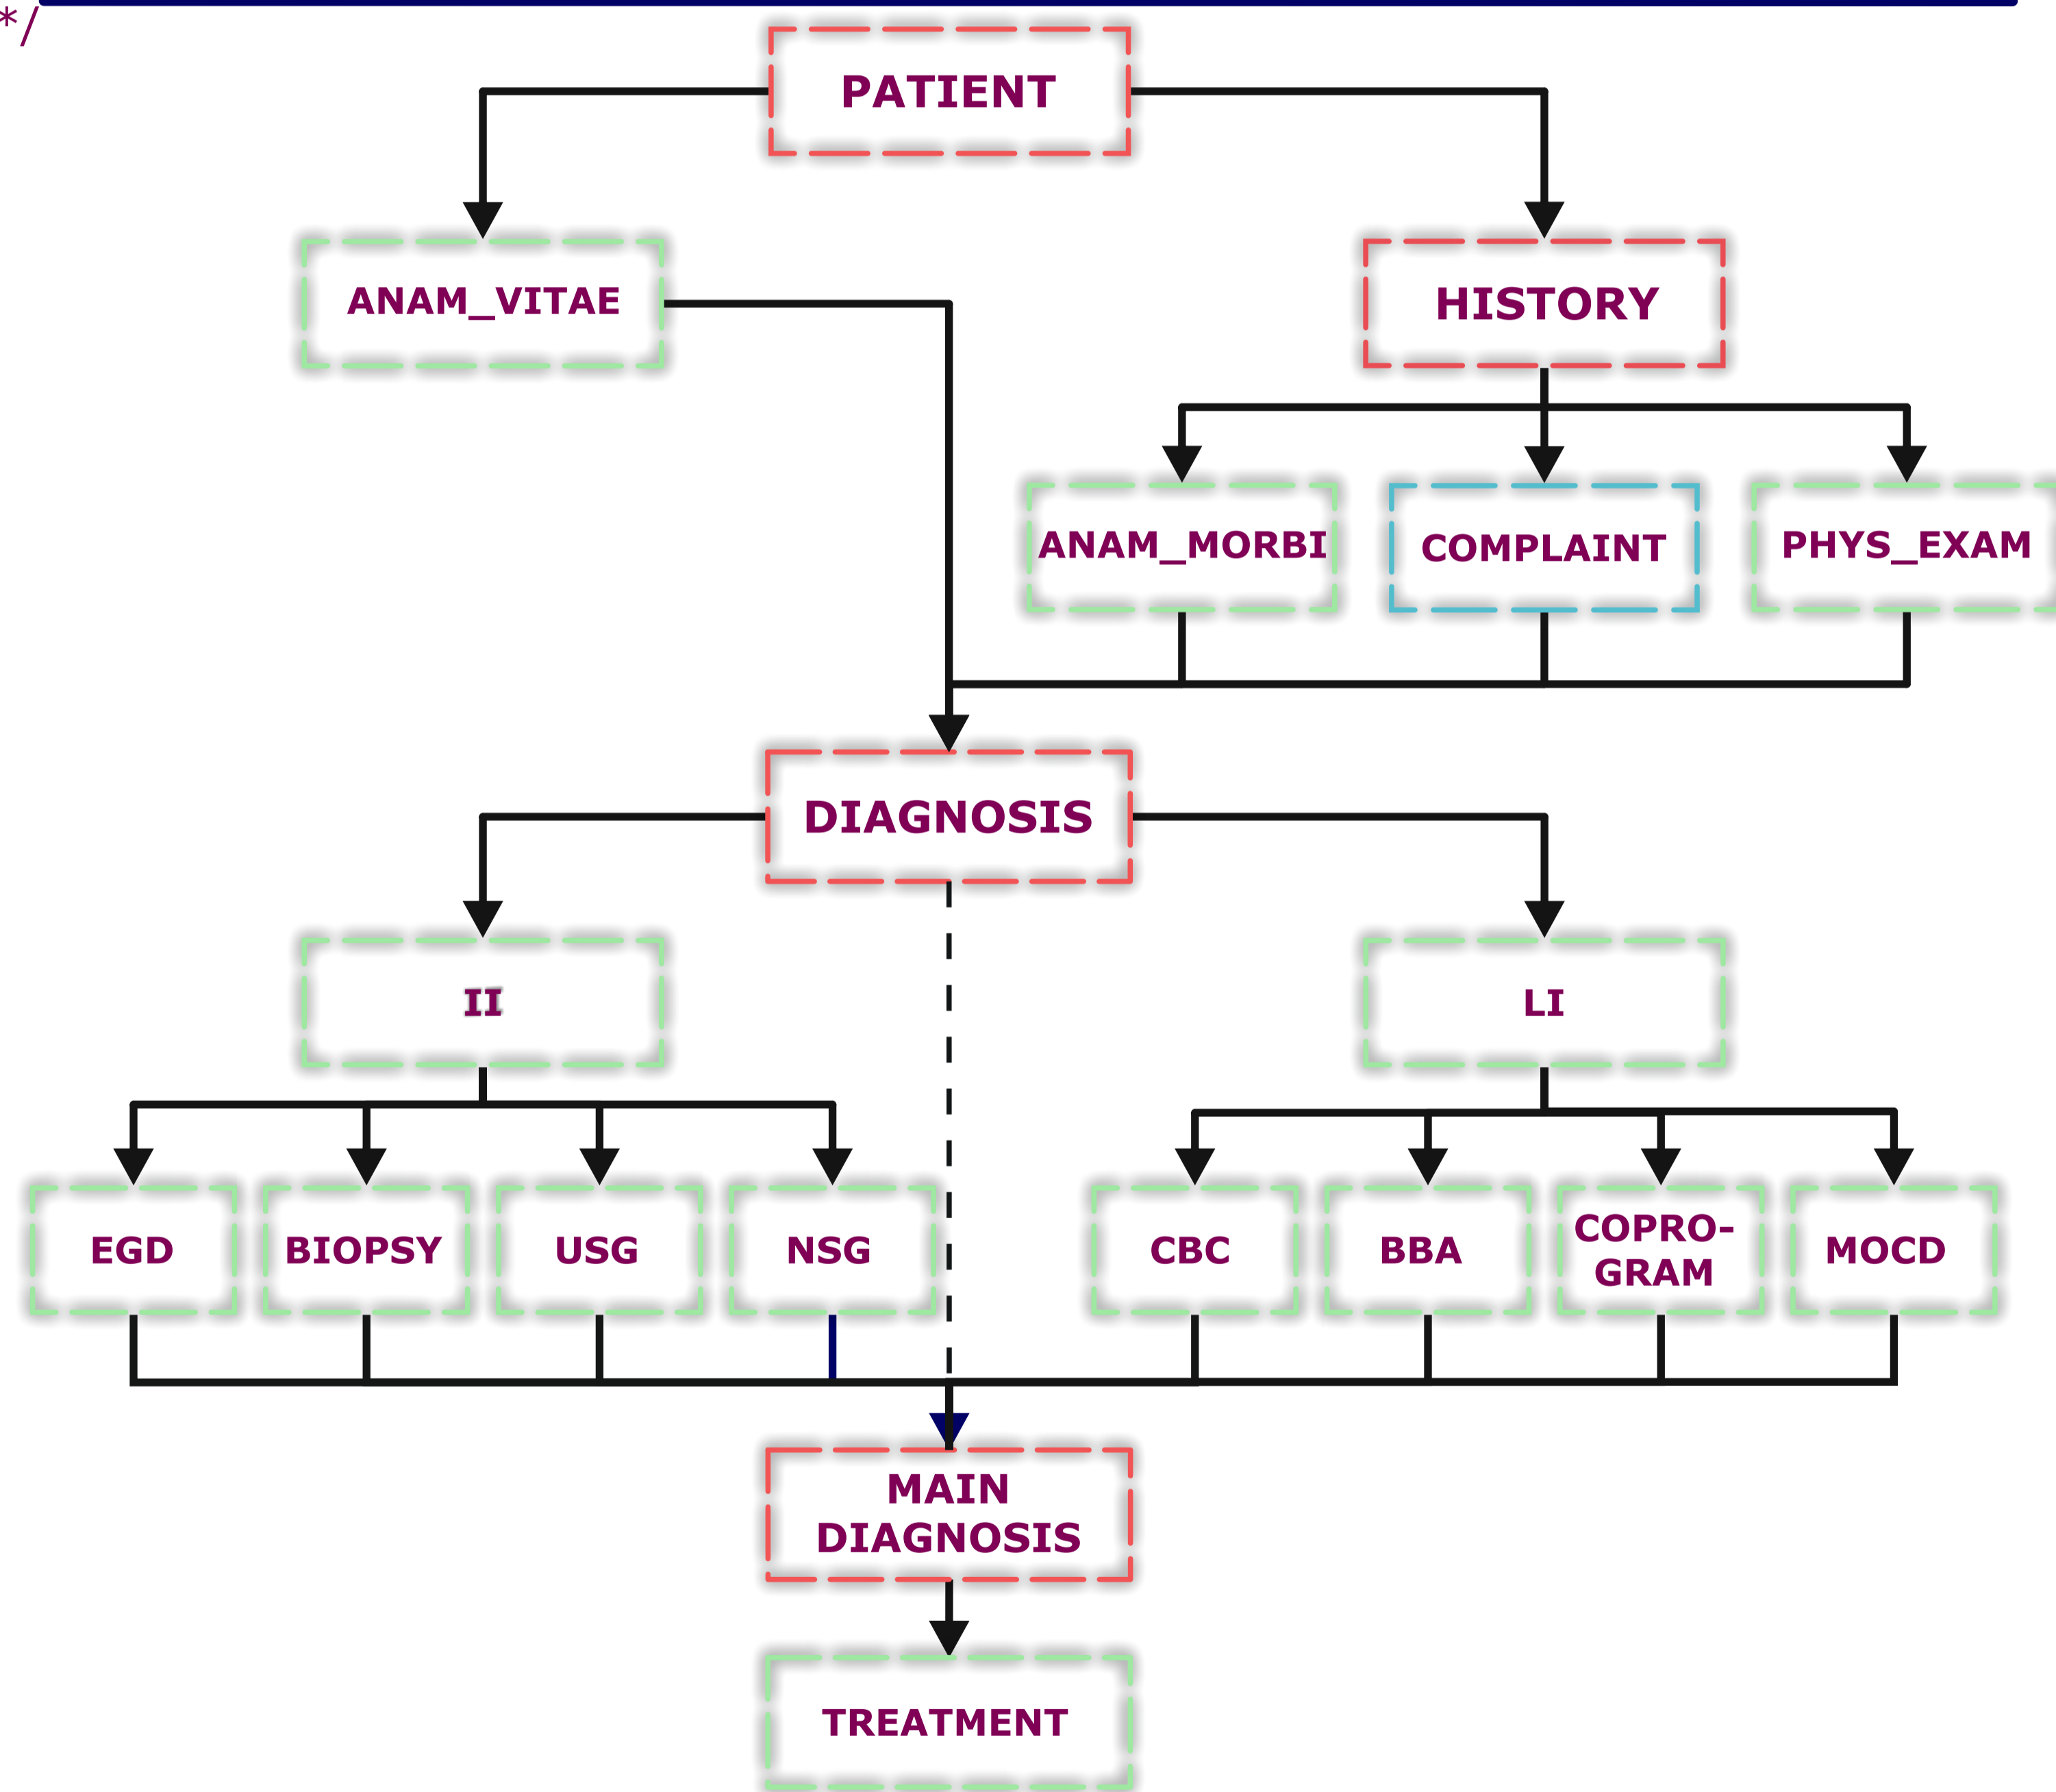 */
PATIENT
ANAM_VITAE
HISTORY
ANAM_MORBI
COMPLAINT
PHYS_EXAM
DIAGNOSIS
II
LI
EGD
BIOPSY
USG
NSG
CBC
BBA
COPRO-
GRAM
MOCD
MAIN
DIAGNOSIS
TREATMENT